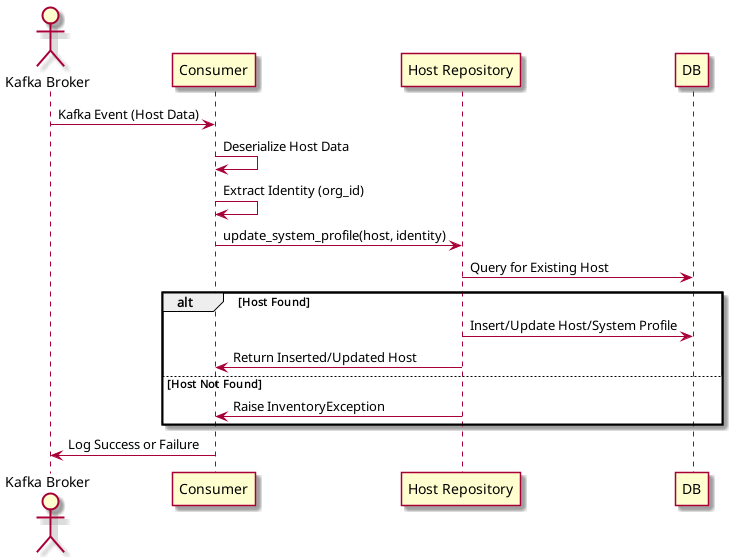 Kafka Broker
Consumer
Host Repository
DB
Kafka Event (Host Data)
Deserialize Host Data
Extract Identity (org_id)
update_system_profile(host, identity)
Query for Existing Host
alt [Host Found]
Insert/Update Host/System Profile
Return Inserted/Updated Host
[Host Not Found]
Raise InventoryException
Log Success or Failure
Kafka Broker
Consumer
Host Repository
DB